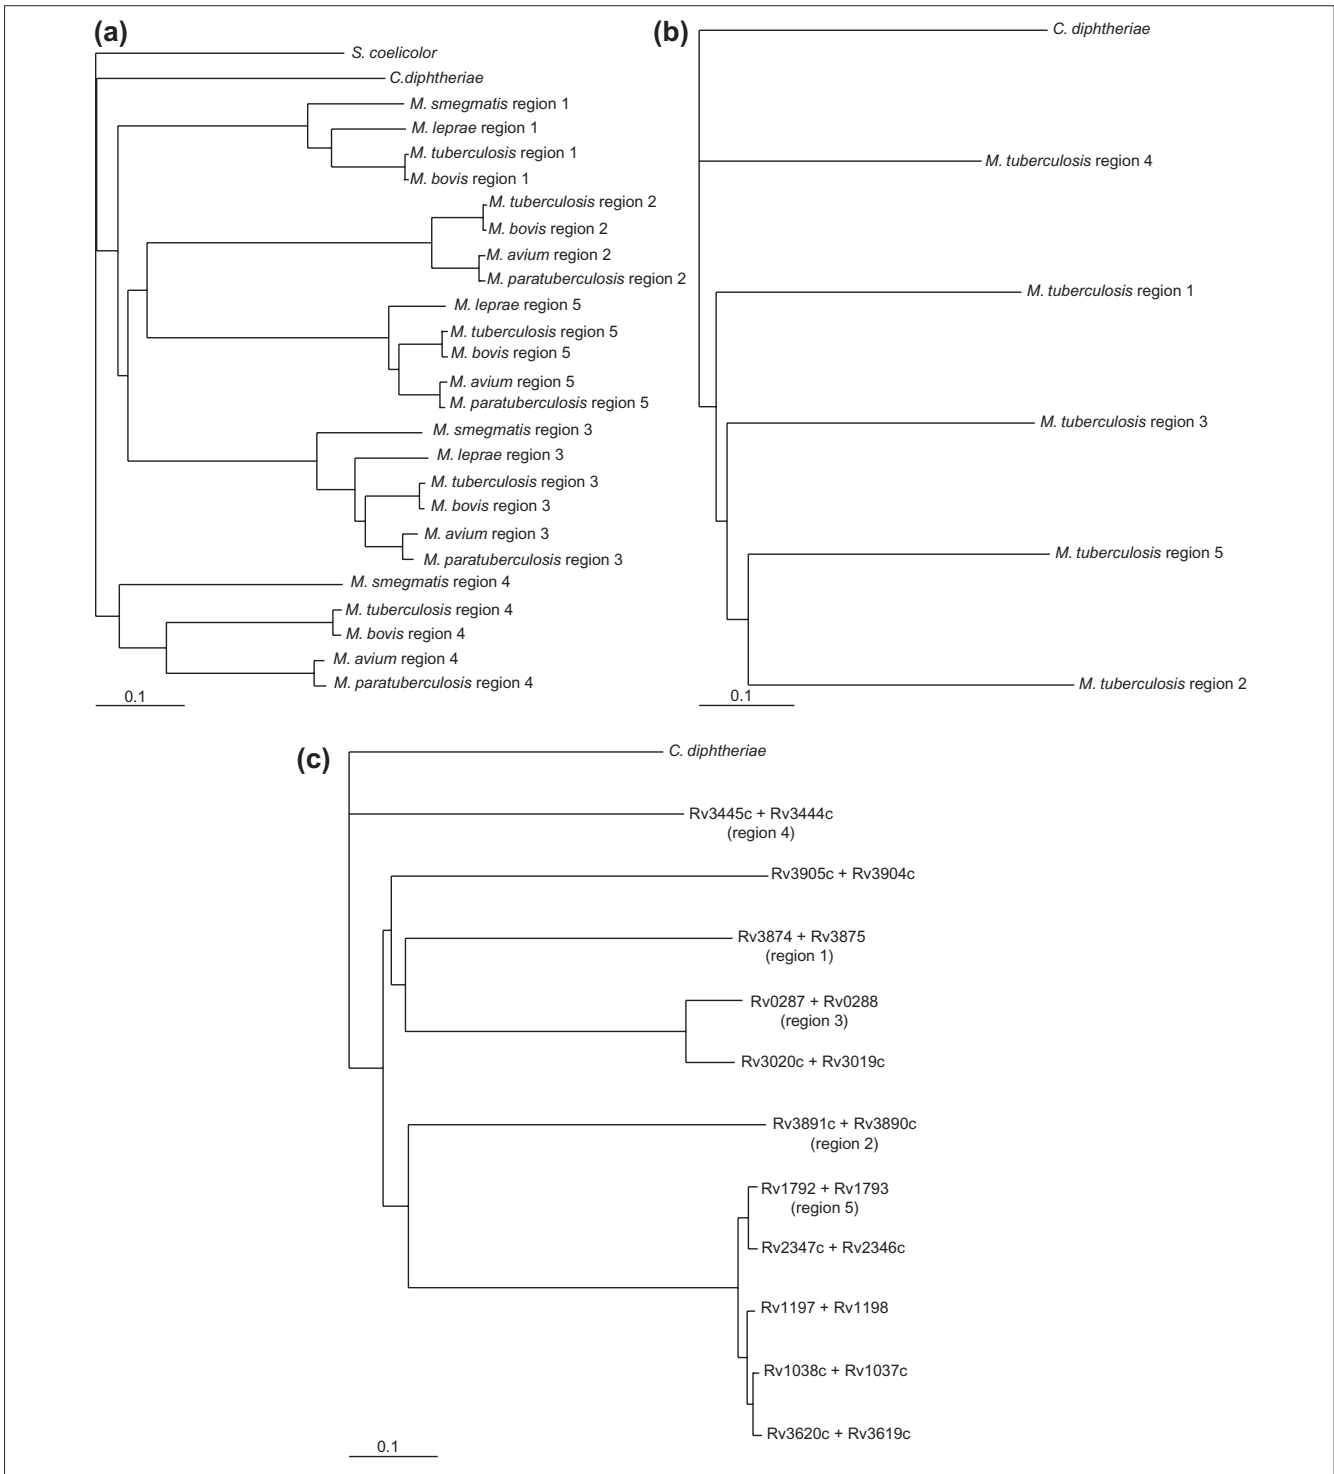 (a)
S. coelicolor
C.diphtheriae
M. smegmatis region 1
M. leprae region 1
M. tuberculosis region 1
M. bovis region 1
M. tuberculosis region 2
M. bovis region 2
M. avium region 2
M. paratuberculosis region 2
M. leprae region 5
M. tuberculosis region 5
M. bovis region 5
M. avium region 5
M. paratuberculosis region 5
M. smegmatis region 3
M. leprae region 3
M. tuberculosis region 3
M. bovis region 3
M. avium region 3
M. paratuberculosis region 3
M. smegmatis region 4
M. tuberculosis region 4
M. bovis region 4
M. avium region 4
M. paratuberculosis region 4
0.1
(b)
C. diphtheriae
M. tuberculosis region 4
M. tuberculosis region 1
M. tuberculosis region 3
M. tuberculosis region 5
M. tuberculosis region 2
0.1
(c)
C. diphtheriae
Rv3445c + Rv3444c
(region 4)
Rv3905c + Rv3904c
Rv3874 + Rv3875
(region 1)
Rv0287 + Rv0288
(region 3)
Rv3020c + Rv3019c
Rv3891c + Rv3890c
(region 2)
Rv1792 + Rv1793
(region 5)
Rv2347c + Rv2346c
Rv1197 + Rv1198
Rv1038c + Rv1037c
Rv3620c + Rv3619c
0.1